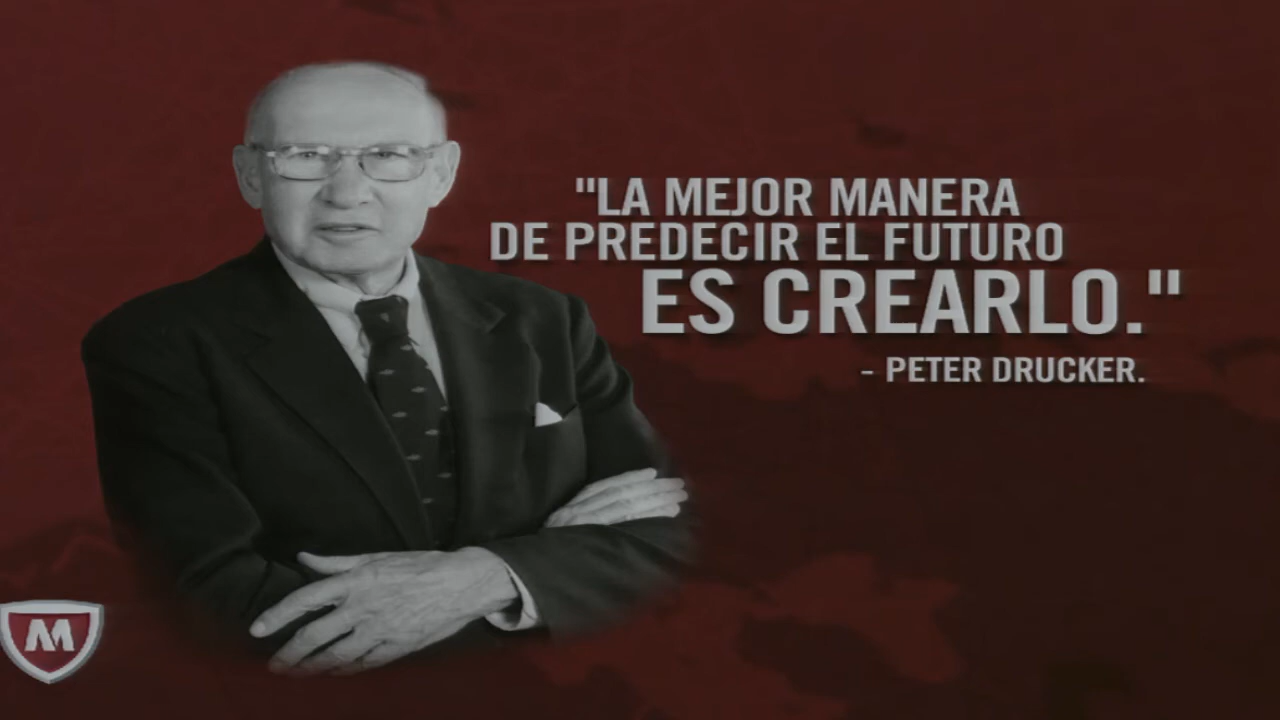 "LA MEJOR MANERA
DE PREDECIR EL FUTURO
ES CREARLO."
- PETER DRUCKER.
M